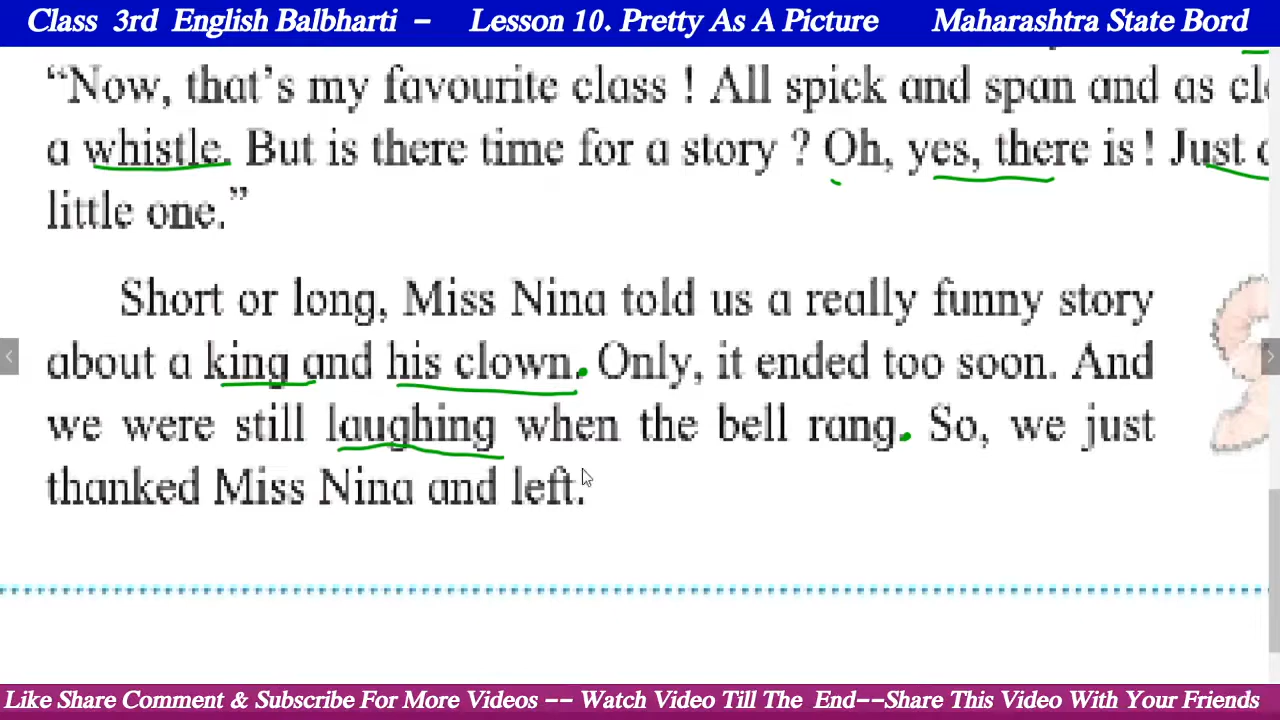 Class 3rd English Balbharti - Lesson 10. Pretty As A Picture Maharashtra State Bord
“Now, that’s my favourite class ! All spick and span and as
a whistle. But is there time for a story ? Oh, yes, there is ! Just
little one.”
Short or long, Miss Nina told us a really funny story
about a king and his clown. Only, it ended too soon. And
we were still laughing when the bell rang. So, we just
thanked Miss Nina and left.
Like Share Comment & Subscribe For More Videos -- Watch Video Till The End--Share This Video With Your Friends